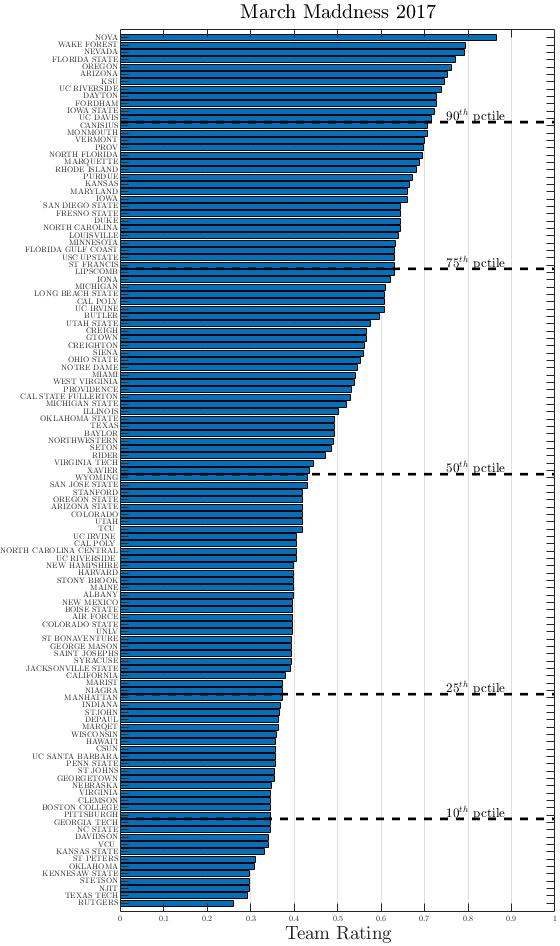 March Maddness 2017
NOVA
WAKE FOREST
NEVADA
FLORIDA STATE
OREGON
ARIZONA
KSU
UC RIVERSIDE
DAYTON
FORDHAM
IOWA STATE
UC DAVIS
90th pctile
CANISIUS
MONMOUTH
VERMONT
PROV
NORTH FLORIDA
MARQUETTE
RHODE ISLAND
PURDUE
KANSAS
MARYLAND
IOWA
SAN DIEGO STATE
FRESNO STATE
DUKE
NORTH CAROLINA
LOUISVILLE
MINNESOTA
FLORIDA GULF COAST
USC UPSTATE
ST FRANCIS
75th pctile
LIPSCOMB
IONA
MICHIGAN
LONG BEACH STATE
CAL POLY
UC IRVINE
BUTLER
UTAH STATE
CREIGH
GTOWN
CREIGHTON
SIENA
OHIO STATE
NOTRE DAME
MIAMI
WEST VIRGINIA
PROVIDENCE
CAL STATE FULLERTON
MICHIGAN STATE
ILLINOIS
OKLAHOMA STATE
TEXAS
BAYLOR
NORTHWESTERN
SETON
RIDER
VIRGINIA TECH
XAVIER
50th pctile
WYOMING
SAN JOSE STATE
STANFORD
OREGON STATE
ARIZONA STATE
COLORADO
UTAH
TCU
UC IRVINE
CAL POLY
NORTH CAROLINA CENTRAL
UC RIVERSIDE
NEW HAMPSHIRE
HARVARD
STONY BROOK
MAINE
ALBANY
NEW MEXICO
BOISE STATE
AIR FORCE
COLORADO STATE
UNLV
ST BONAVENTURE
GEORGE MASON
SAINT JOSEPHS
SYRACUSE
JACKSONVILLE STATE
CALIFORNIA
MARIST
NIAGRA
25th pctile
MANHATTAN
INDIANA
STJOHN
DEPAUL
MARQET
WISCONSIN
HAWAI'I
CSUN
UC SANTA BARBARA
PENN STATE
ST JOHNS
GEORGETOWN
NEBRASKA
VIRGINIA
CLEMSON
BOSTON COLLEGE
PITTSBURGH
10th pctile
GEORGIA TECH
NC STATE
DAVIDSON
VCU
KANSAS STATE
ST PETERS
OKLAHOMA
KENNESAW STATE
STETSON
NJIT
TEXAS TECH
RUTGERS
0 0.1 0.2 0.3 0.4 0.5 0.6 0.7 0.8 0.9 1
Team Rating